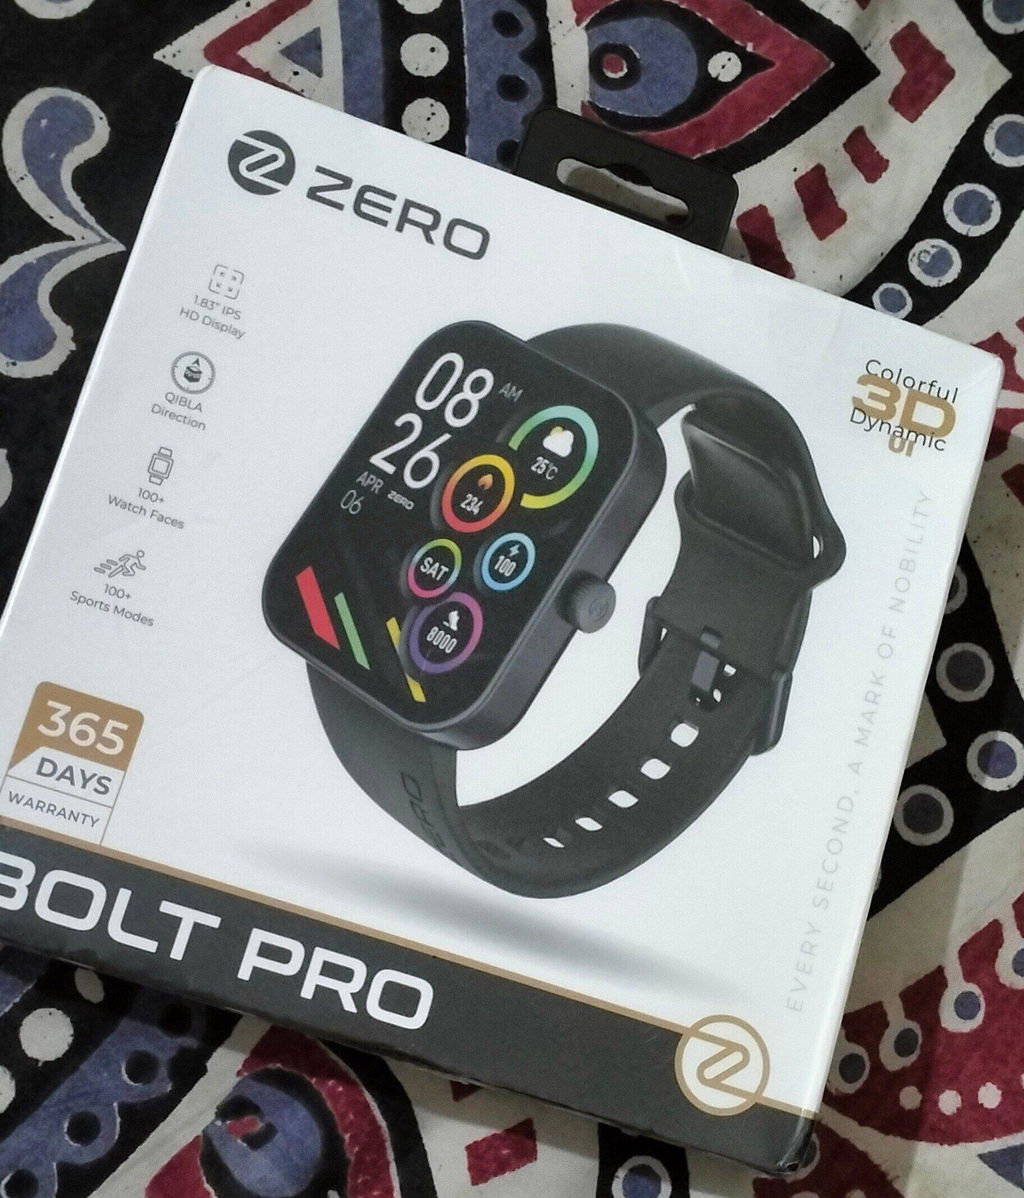 ZERO
1.83" IPS
HD Display
QIBLA
Direction
100+
Watch Faces
100+
Sports Modes
Colorful
3D
Dynamic
UI
08
AM
26
APR
06
ZERO
25°C
234
SAT
100
8000
ZERO
EVERY SECOND, A MARK OF NOBILITY
365
DAYS
WARRANTY
BOLT PRO